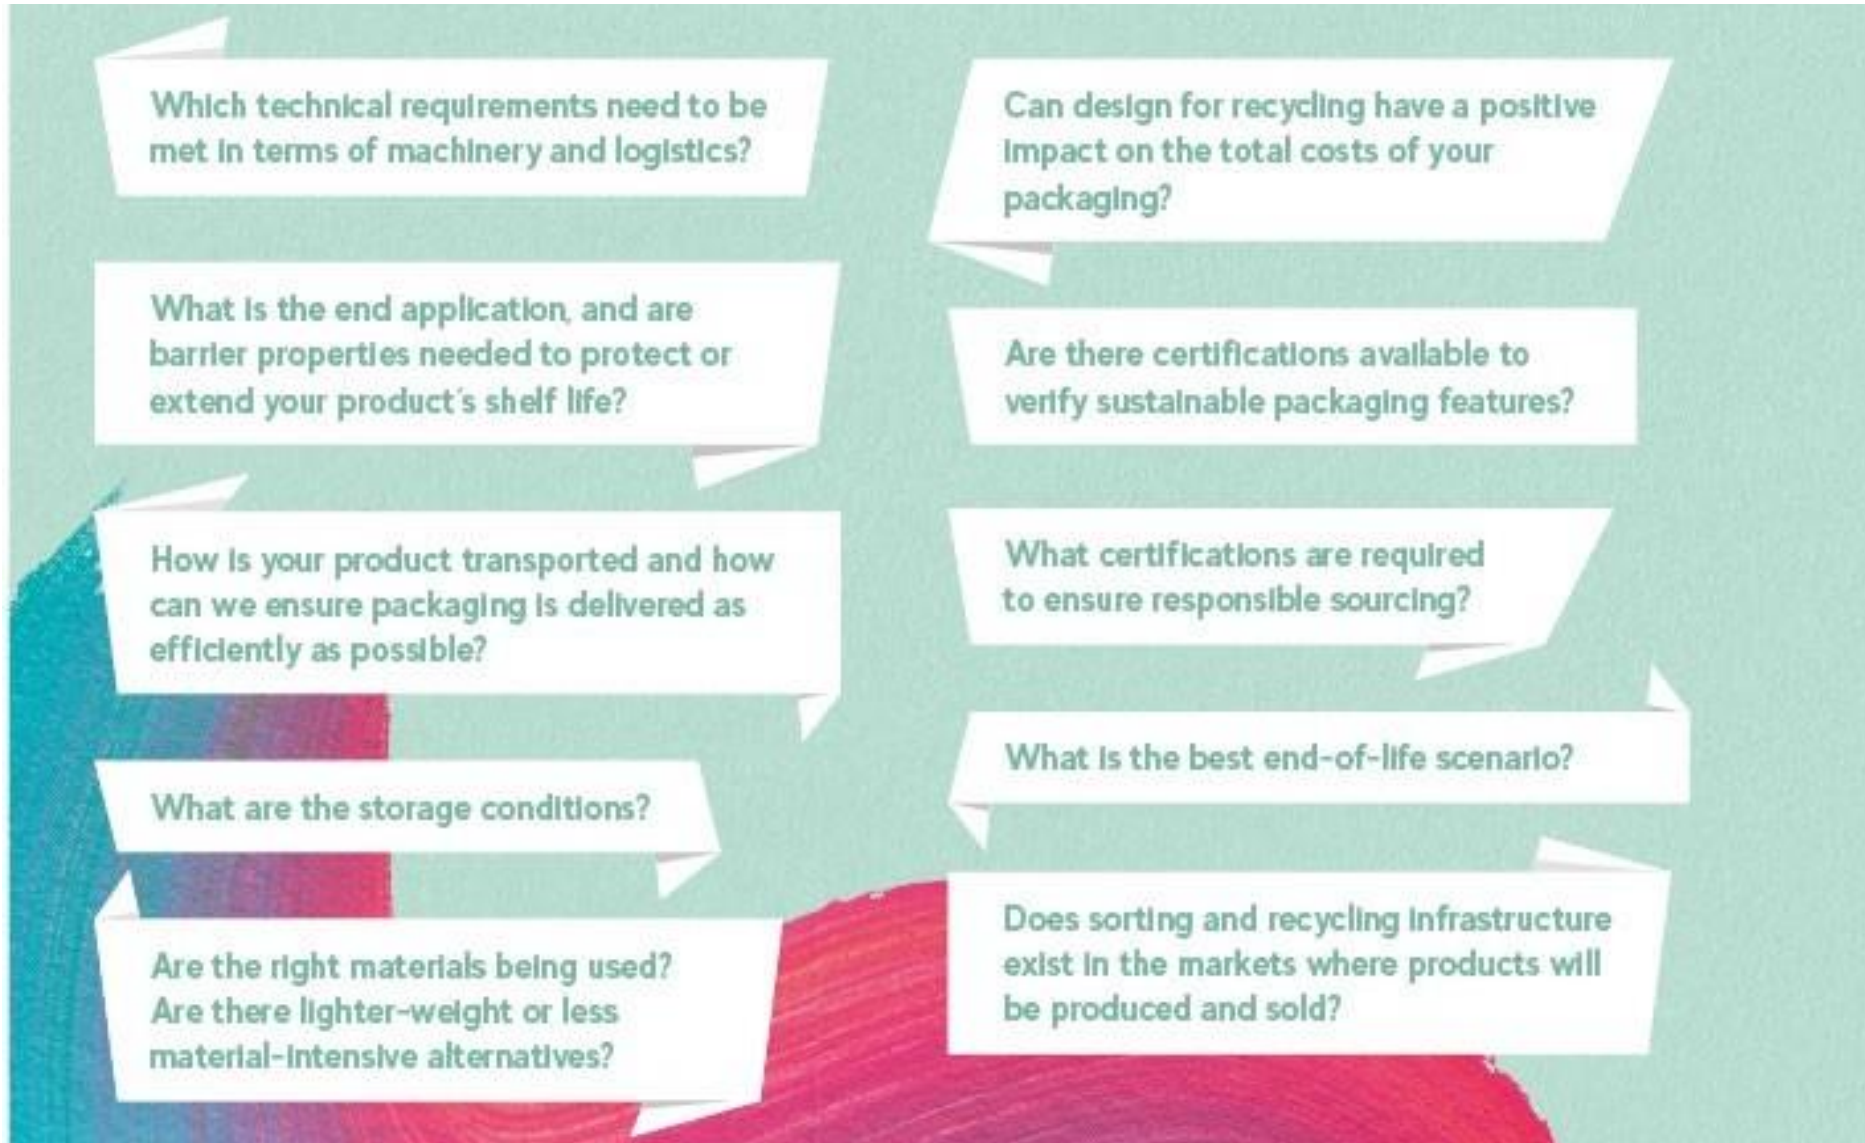 Which technical requirements need to be
met in terms of machinery and logistics?
What is the end application, and are
barrier properties needed to protect or
extend your product's shelf life?
How is your product transported and how
can we ensure packaging is delivered as
efficiently as possible?
What are the storage conditions?
Are the right materials being used?
Are there lighter-weight or less
material-intensive alternatives?
Can design for recycling have a positive
impact on the total costs of your
packaging?
Are there certifications available to
verify sustainable packaging features?
What certifications are required
to ensure responsible sourcing?
What is the best end-of-life scenario?
Does sorting and recycling infrastructure
exist in the markets where products will
be produced and sold?